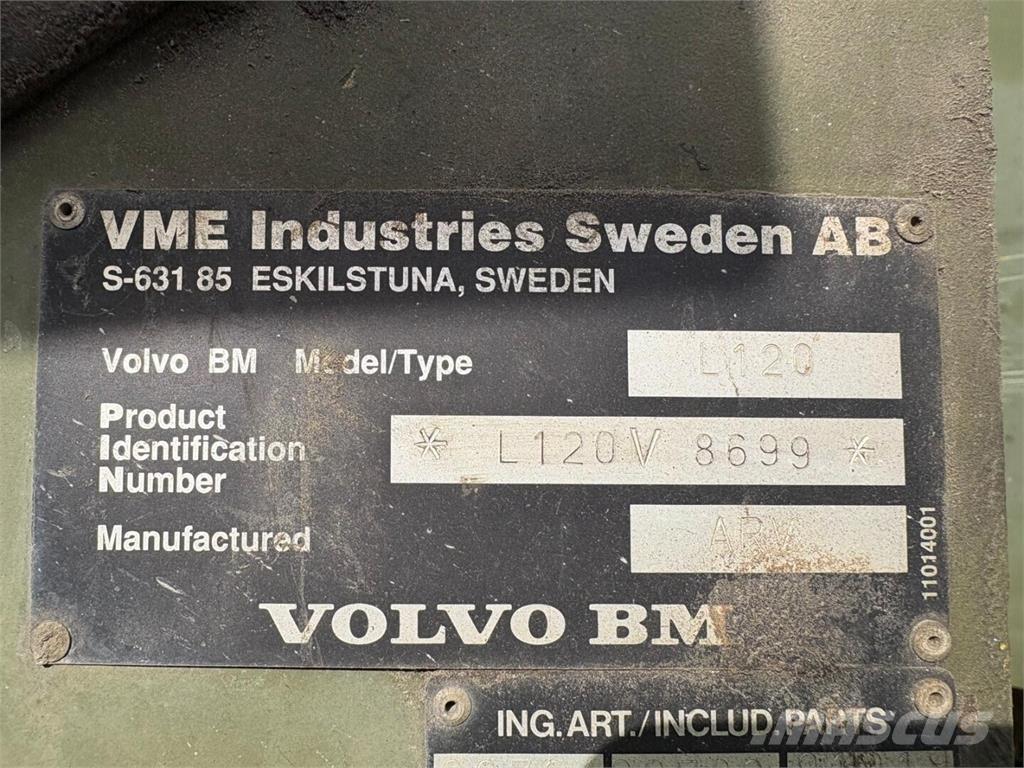 VME Industries Sweden AB
S-631 85 ESKILSTUNA, SWEDEN
Volvo BM Model/Type L120
Product
Identification * L120V 8699 *
Number
Manufactured
11014001
VOLVO BM
ING.ART./INCLUD.PARTS
mascus